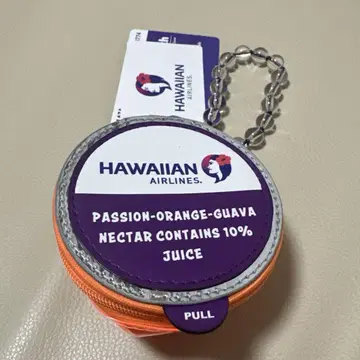 HAWAIIAN
AIRLINES
HAWAIIAN
AIRLINES.
PASSION-ORANGE-GUAVA
NECTAR CONTAINS 10%
JUICE
PULL